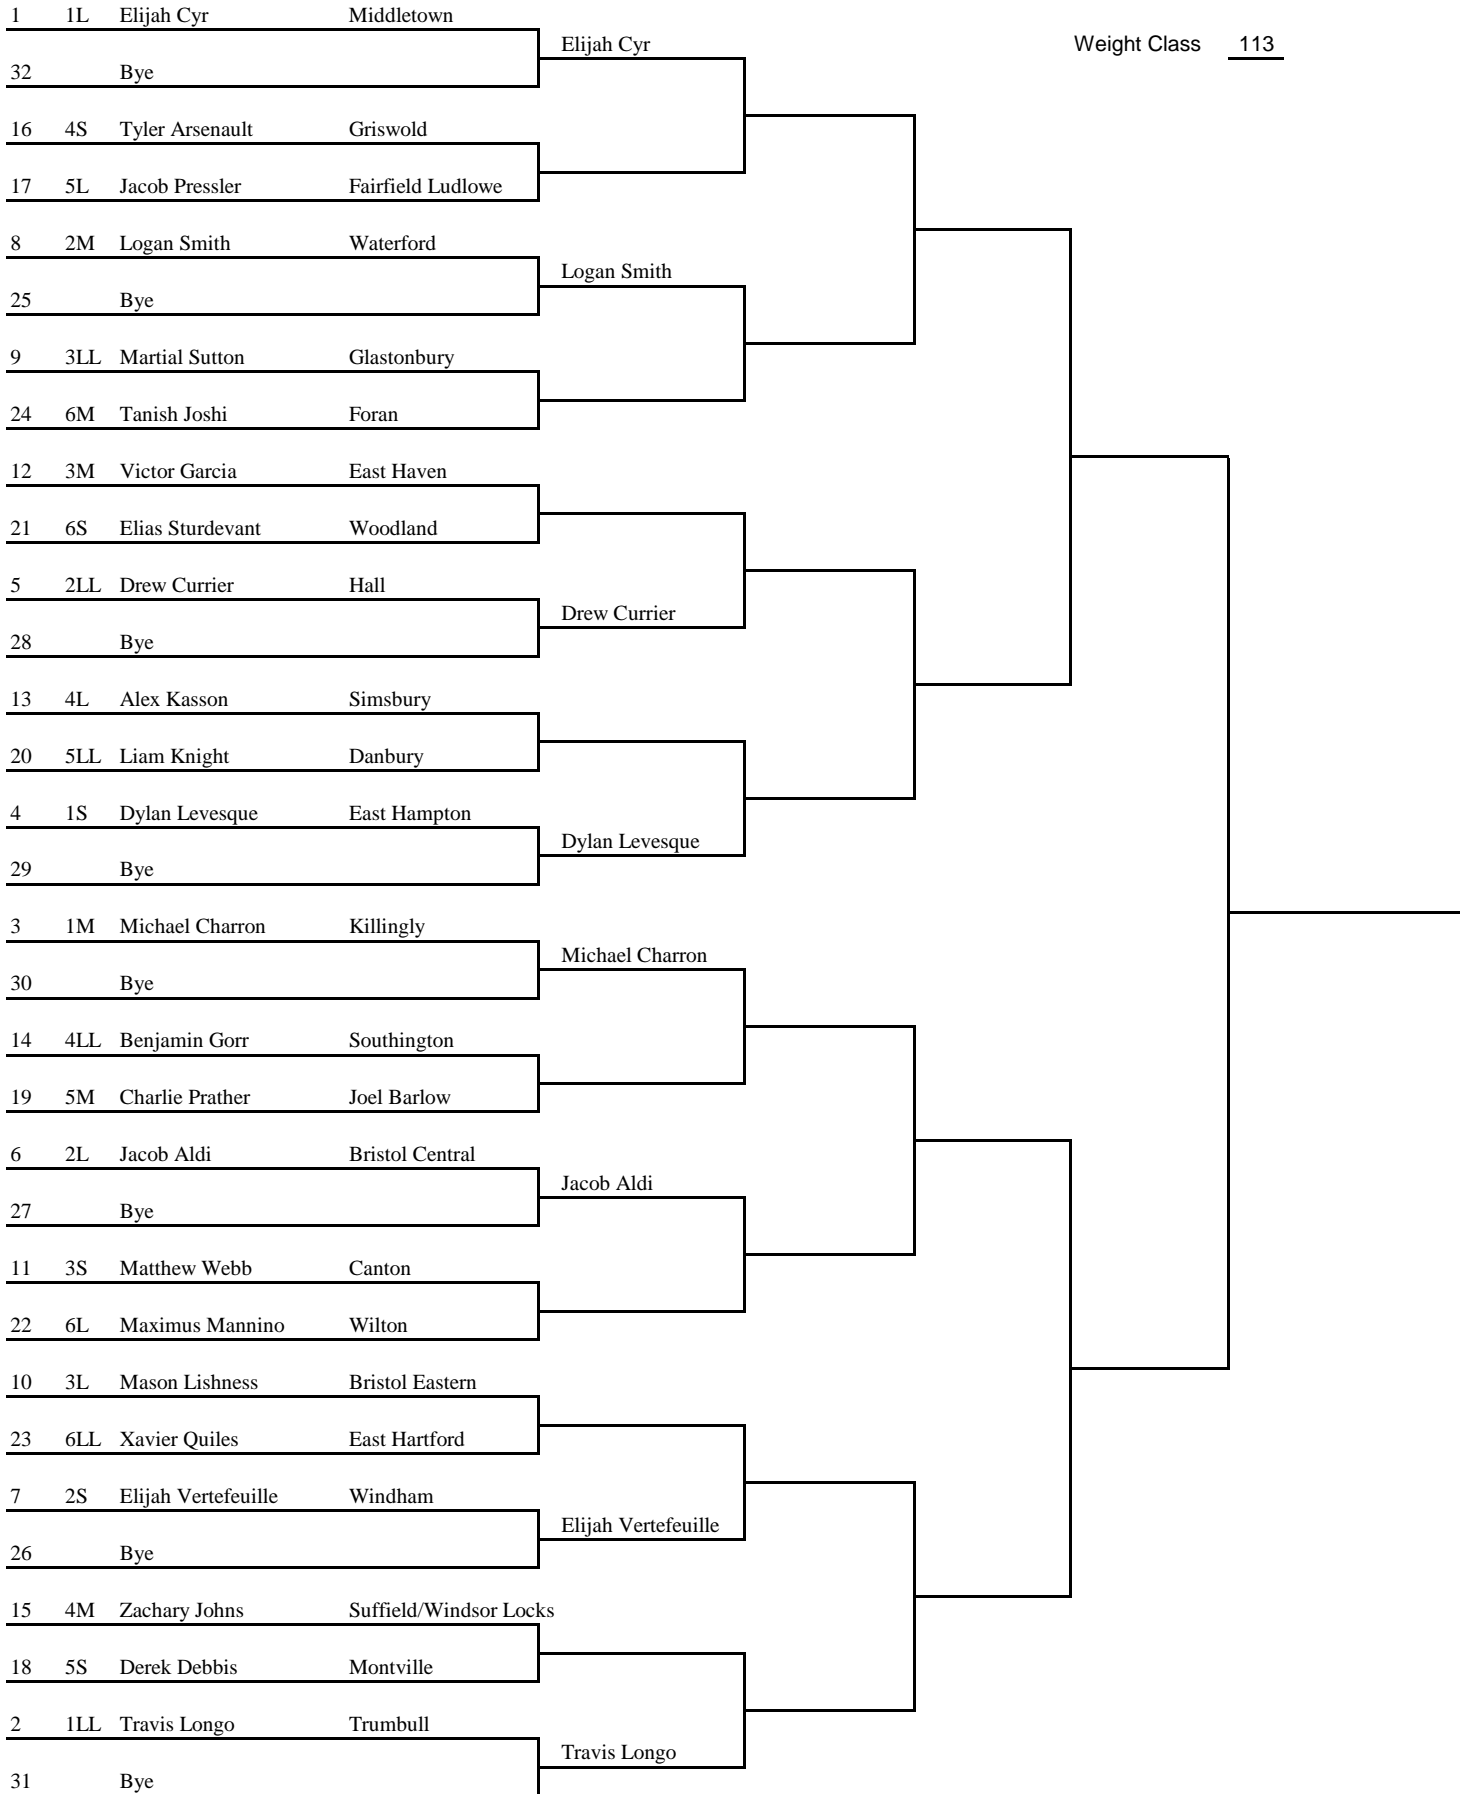 1 1L Elijah Cyr Middletown
Elijah Cyr
Weight Class 113
32 Bye
16 4S Tyler Arsenault Griswold
17 5L Jacob Pressler Fairfield Ludlowe
8 2M Logan Smith Waterford
Logan Smith
25 Bye
9 3LL Martial Sutton Glastonbury
24 6M Tanish Joshi Foran
12 3M Victor Garcia East Haven
21 6S Elias Sturdevant Woodland
5 2LL Drew Currier Hall
Drew Currier
28 Bye
13 4L Alex Kasson Simsbury
20 5LL Liam Knight Danbury
4 1S Dylan Levesque East Hampton
Dylan Levesque
29 Bye
3 1M Michael Charron Killingly
Michael Charron
30 Bye
14 4LL Benjamin Gorr Southington
19 5M Charlie Prather Joel Barlow
6 2L Jacob Aldi Bristol Central
Jacob Aldi
27 Bye
11 3S Matthew Webb Canton
22 6L Maximus Mannino Wilton
10 3L Mason Lishness Bristol Eastern
23 6LL Xavier Quiles East Hartford
7 2S Elijah Vertefeuille Windham
Elijah Vertefeuille
26 Bye
15 4M Zachary Johns Suffield/Windsor Locks
18 5S Derek Debbis Montville
2 1LL Travis Longo Trumbull
Travis Longo
31 Bye